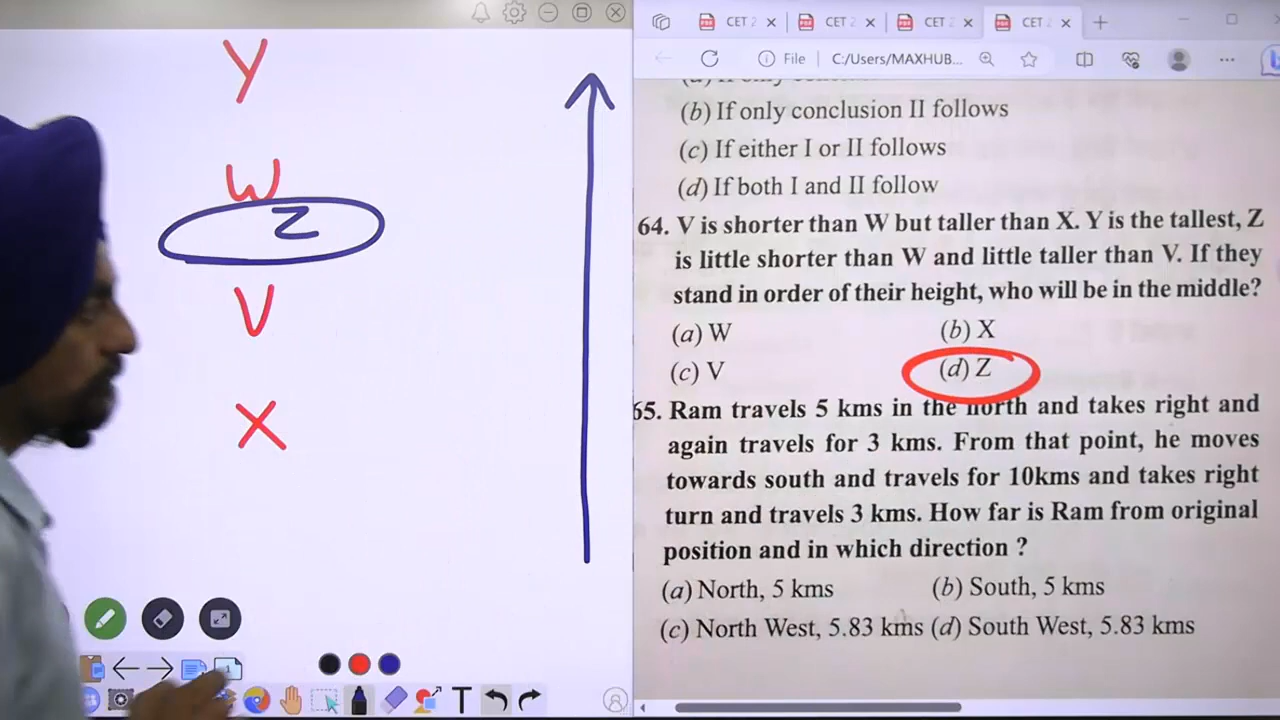 Y
W
Z
V
X
CET 2
CET 2
CET 2
CET 2
File
C:/Users/MAXHUB...
(b) If only conclusion II follows
(c) If either I or II follows
(d) If both I and II follow
64. V is shorter than W but taller than X. Y is the tallest, Z
is little shorter than W and little taller than V. If they
stand in order of their height, who will be in the middle?
(a) W
(b) X
(c) V
(d) Z
65. Ram travels 5 kms in the north and takes right and
again travels for 3 kms. From that point, he moves
towards south and travels for 10kms and takes right
turn and travels 3 kms. How far is Ram from original
position and in which direction ?
(a) North, 5 kms
(b) South, 5 kms
(c) North West, 5.83 kms (d) South West, 5.83 kms
T